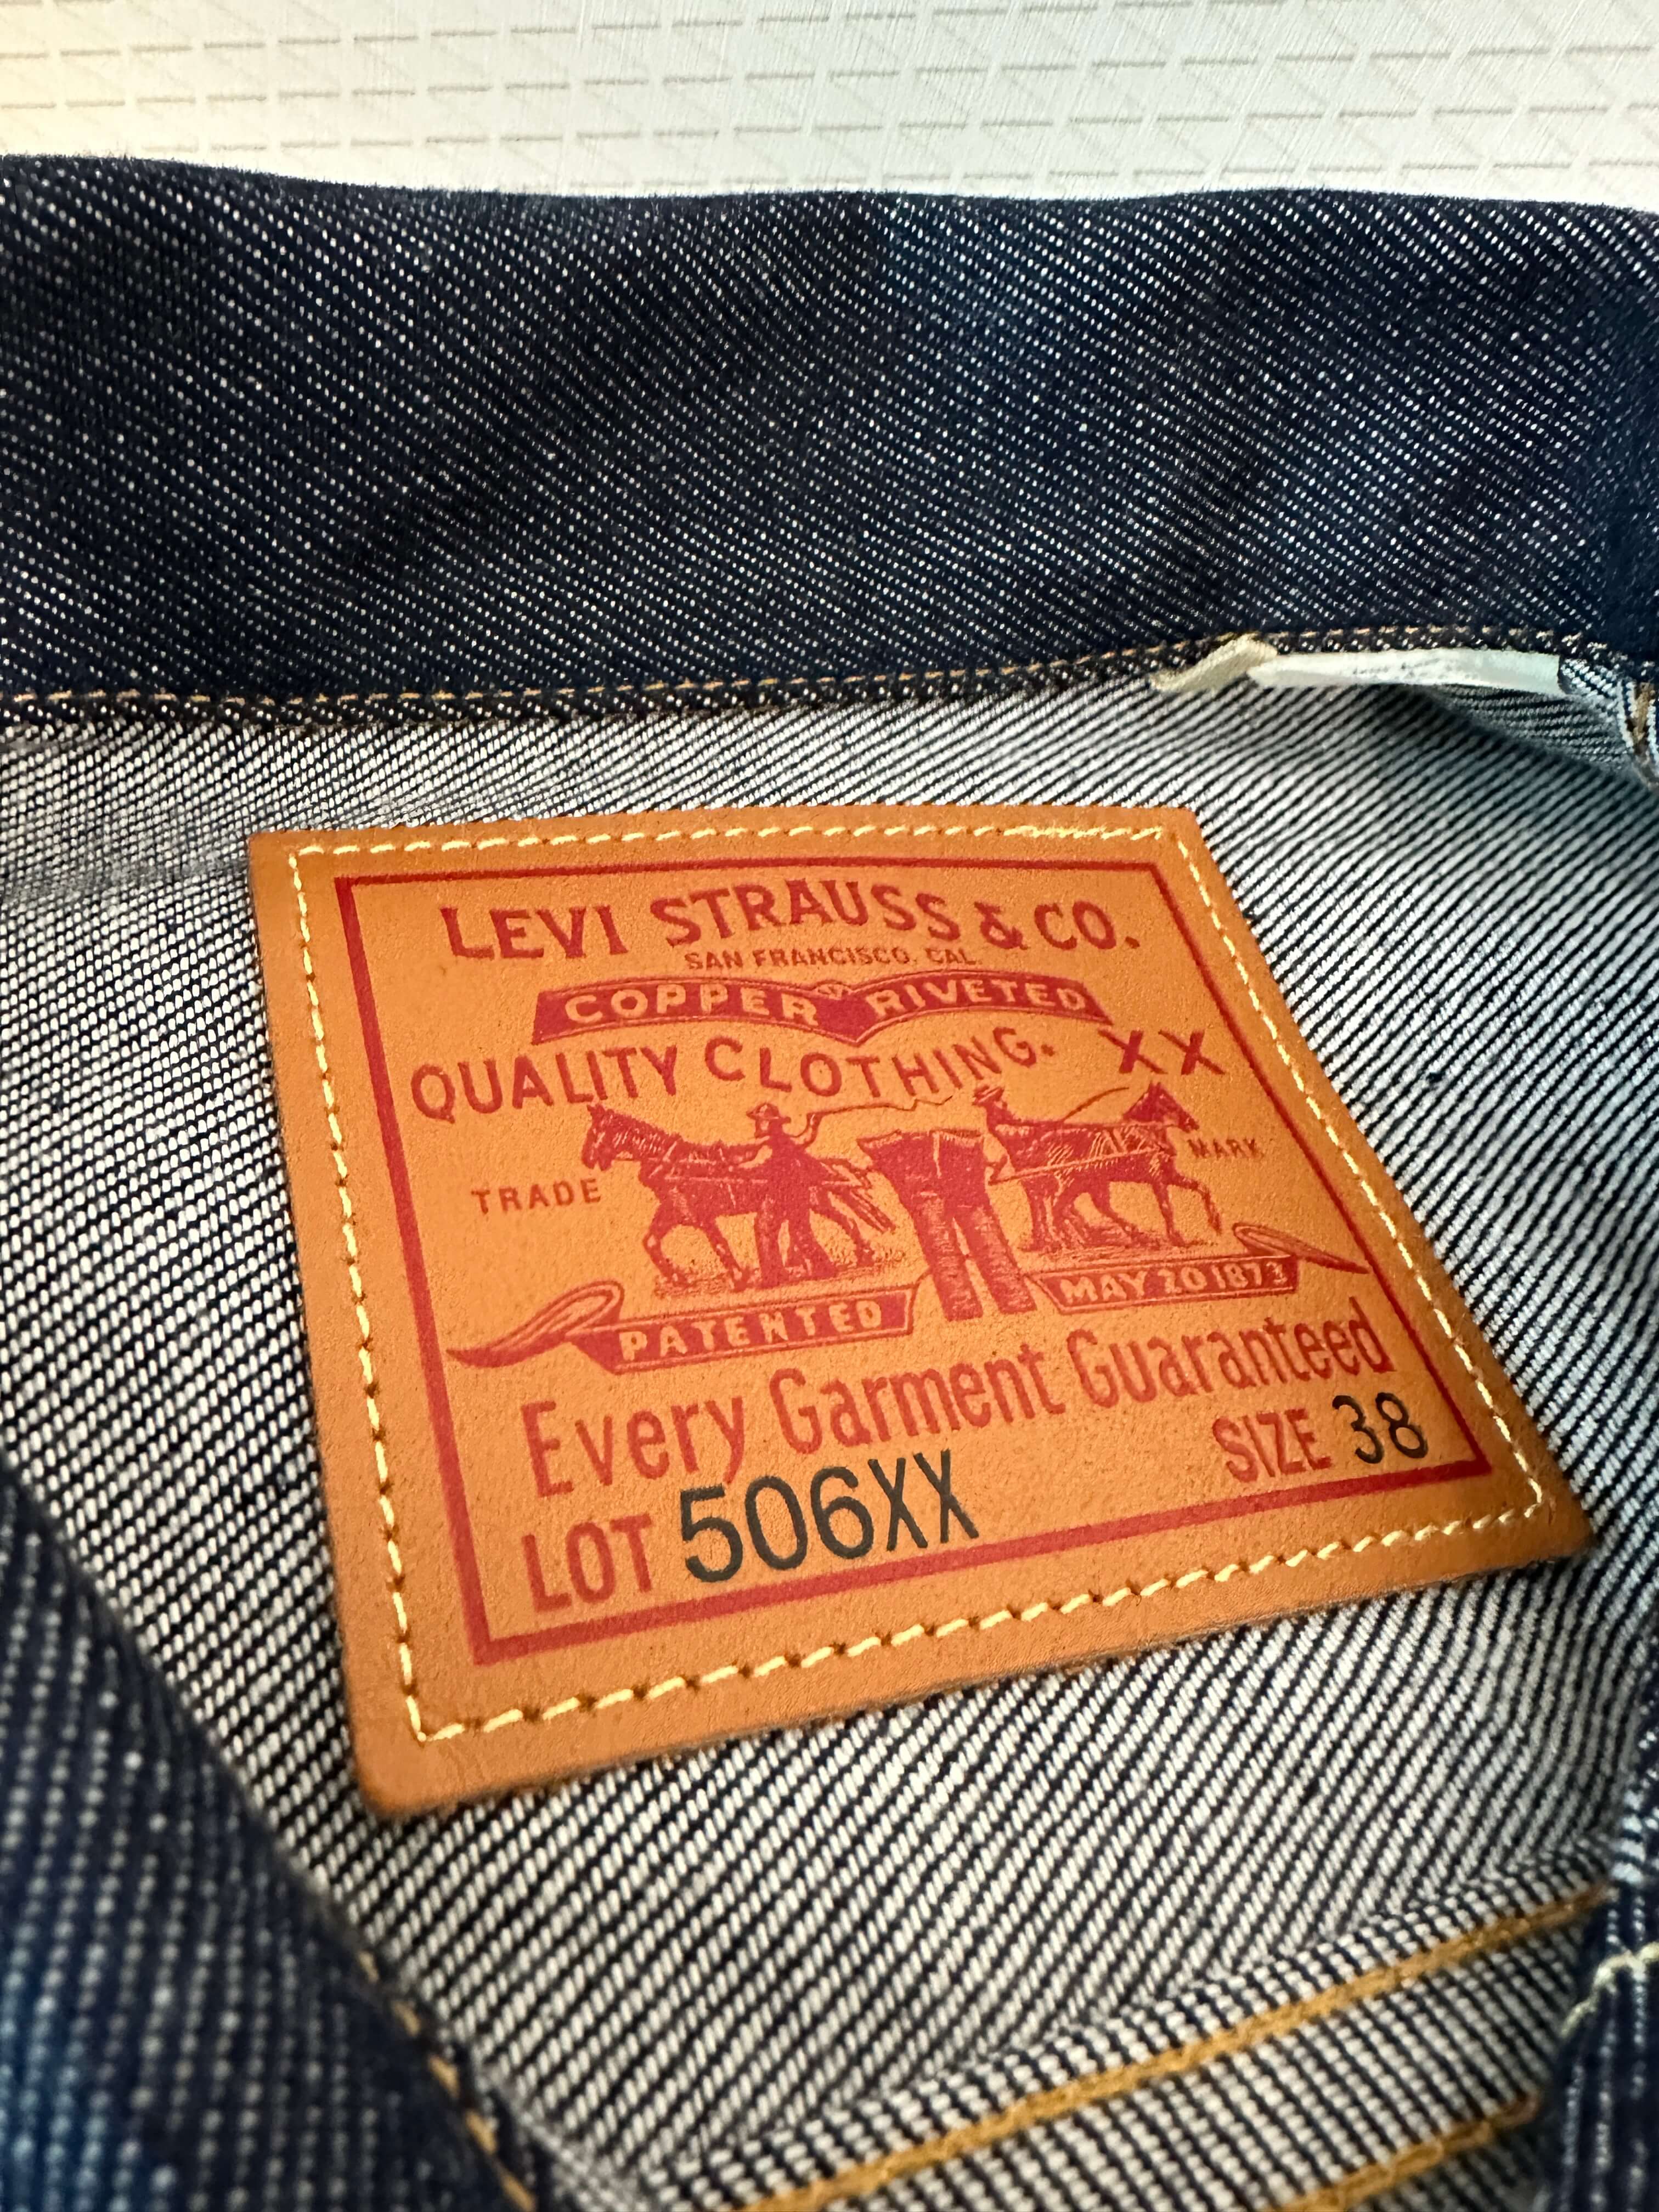 LEVI STRAUSS & CO.
SAN FRANCISCO, CAL.
COPPER RIVETED
QUALITY CLOTHING. XX
TRADE MARK
PATENTED MAY 20 1873
Every Garment Guaranteed
LOT 506XX SIZE 38